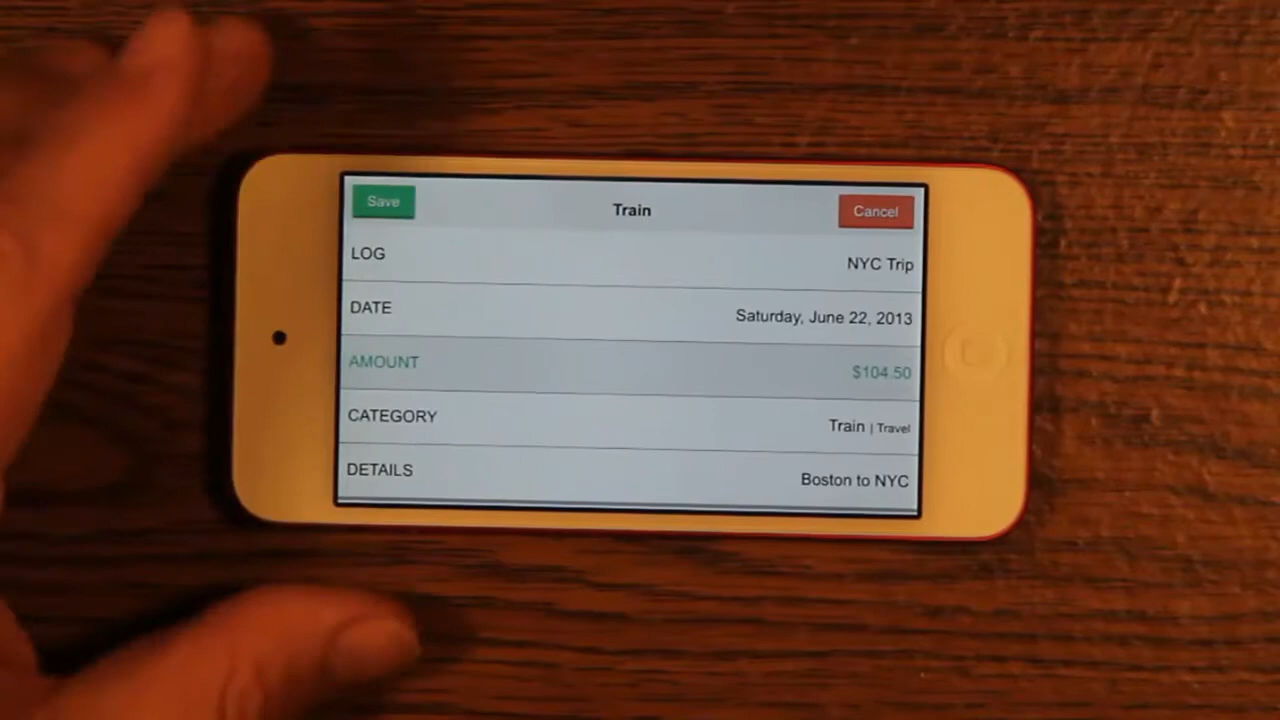 Save Train Cancel
LOG NYC Trip
DATE Saturday, June 22, 2013
AMOUNT $104.50
CATEGORY Train | Travel
DETAILS Boston to NYC